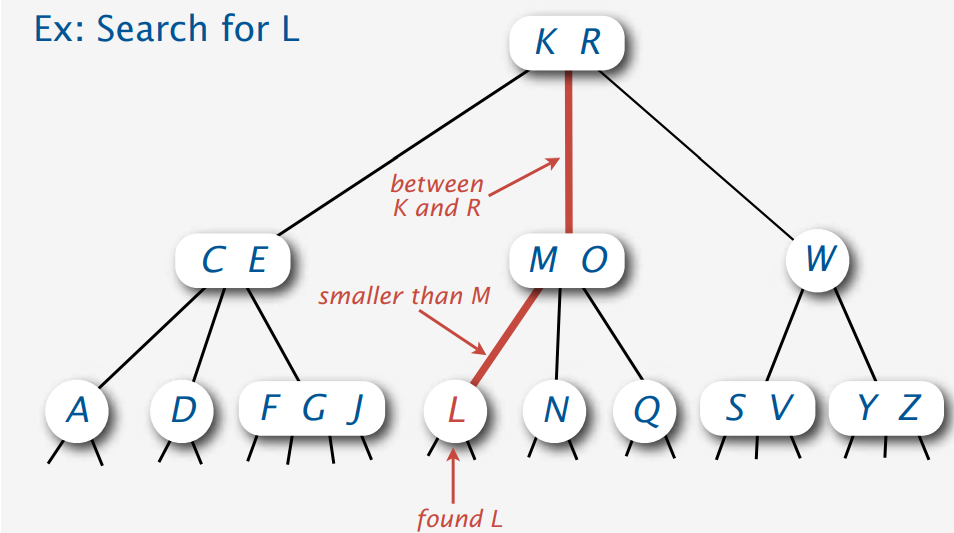 Ex: Search for L
K R
between
K and R
C E
M O
W
smaller than M
A
D
F G J
L
N
Q
S V
Y Z
found L